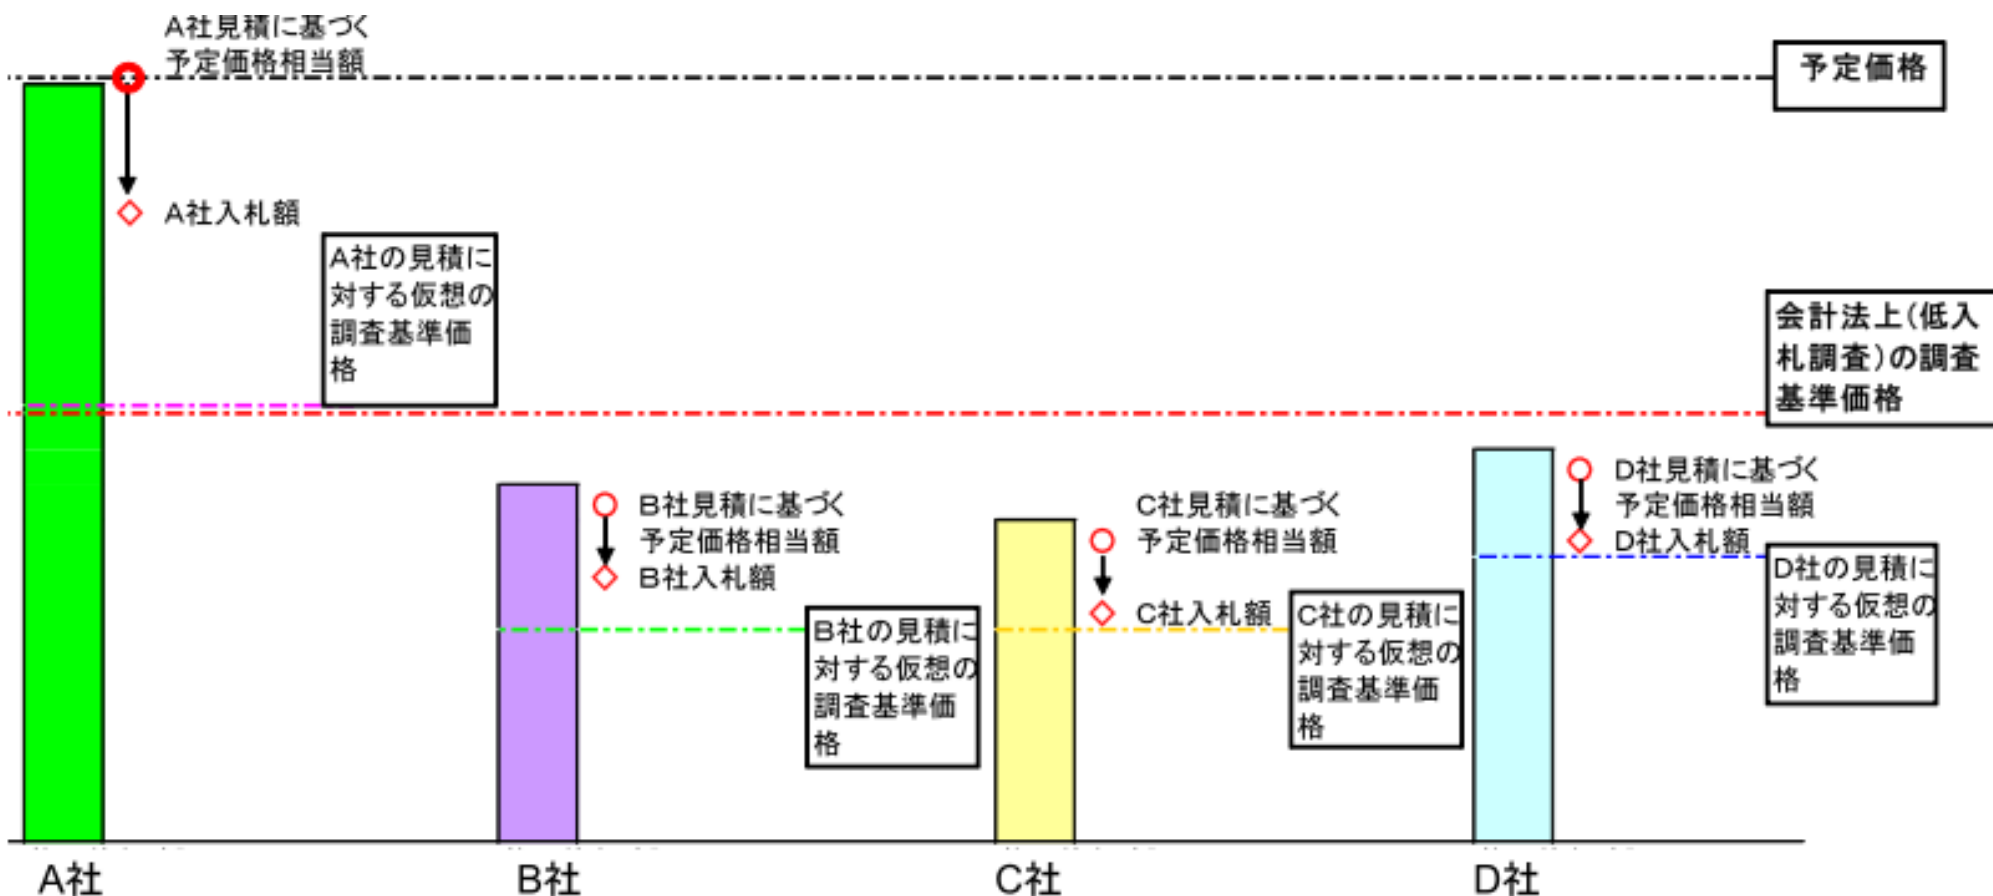 A社見積に基づく
予定価格相当額
予定価格
A社入札額
A社の見積に
対する仮想の
調査基準価
格
会計法上(低入
札調査)の調査
基準価格
B社見積に基づく
予定価格相当額
B社入札額
B社の見積に
対する仮想の
調査基準価
格
C社見積に基づく
予定価格相当額
C社入札額
C社の見積に
対する仮想の
調査基準価
格
D社見積に基づく
予定価格相当額
D社入札額
D社の見積に
対する仮想の
調査基準価
格
A社
B社
C社
D社